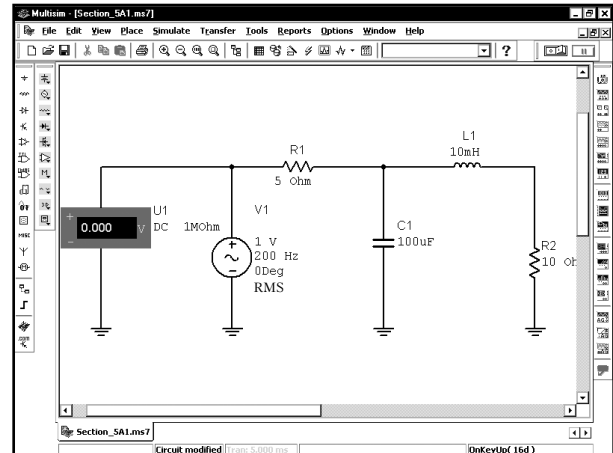 Multisim - [Section_5A1.ms7]
File Edit View Place Simulate Transfer Tools Reports Options Window Help
L1
10mH
R1
5 Ohm
U1
DC 1MOhm
0.000 V
V1
1 V
200 Hz
0Deg
RMS
C1
100uF
R2
10 Oh
MISC
Section_5A1.ms7
Circuit modified Tran: 5.000 ms OnKeyUp( 16d )